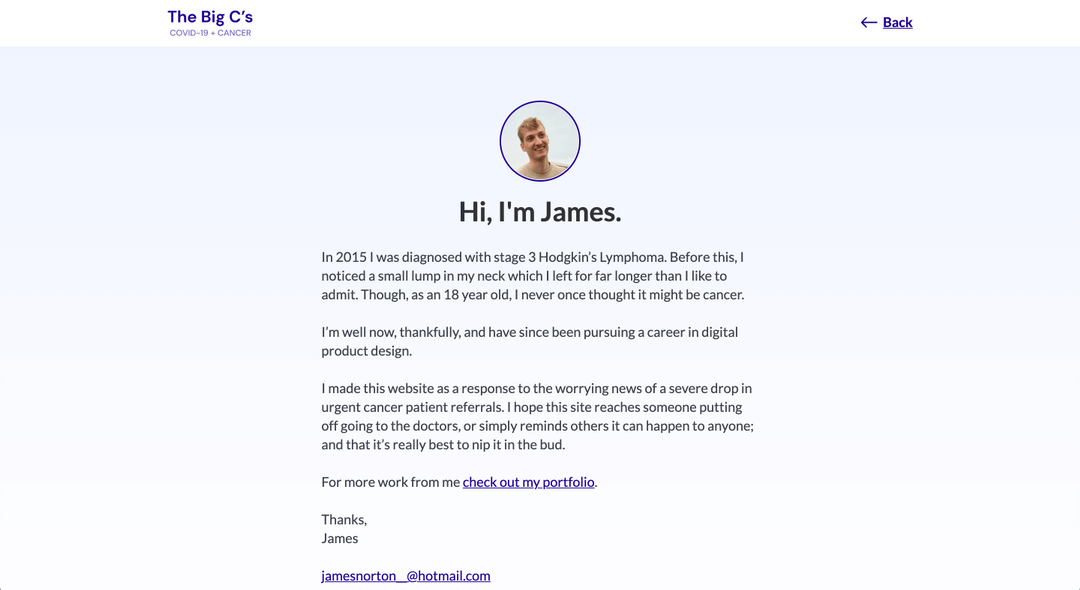 The Big C’s
COVID-19 + CANCER
Back
Hi, I'm James.
In 2015 I was diagnosed with stage 3 Hodgkin’s Lymphoma. Before this, I
noticed a small lump in my neck which I left for far longer than I like to
admit. Though, as an 18 year old, I never once thought it might be cancer.
I’m well now, thankfully, and have since been pursuing a career in digital
product design.
I made this website as a response to the worrying news of a severe drop in
urgent cancer patient referrals. I hope this site reaches someone putting
off going to the doctors, or simply reminds others it can happen to anyone;
and that it’s really best to nip it in the bud.
For more work from me check out my portfolio.
Thanks,
James
jamesnorton__@hotmail.com